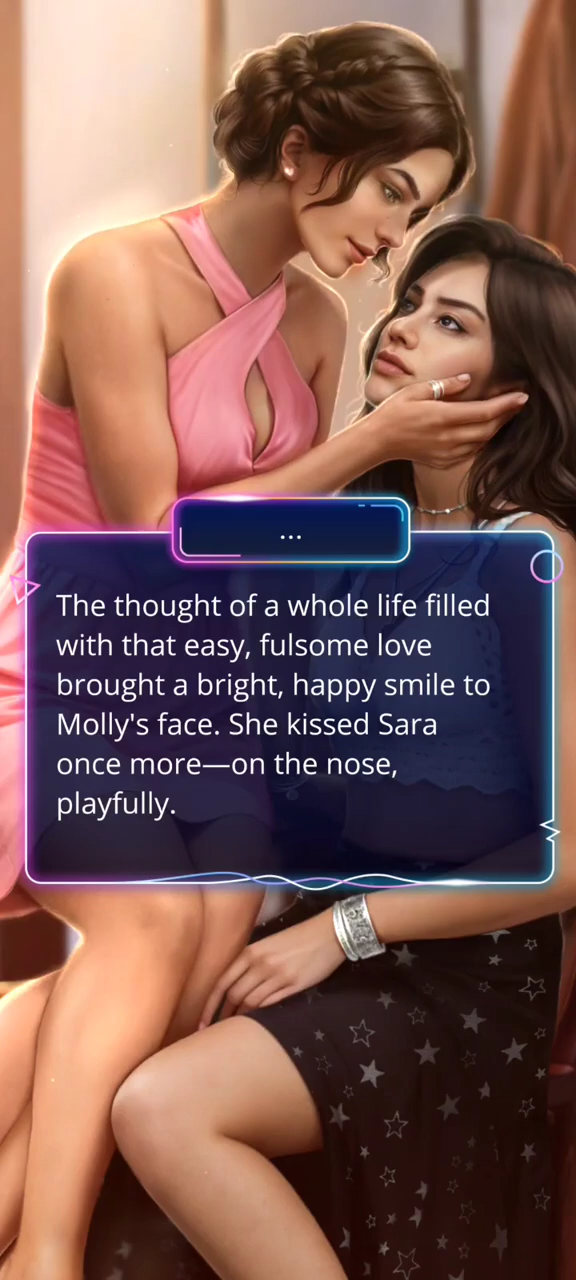 ...
The thought of a whole life filled
with that easy, fulsome love
brought a bright, happy smile to
Molly's face. She kissed Sara
once more—on the nose,
playfully.